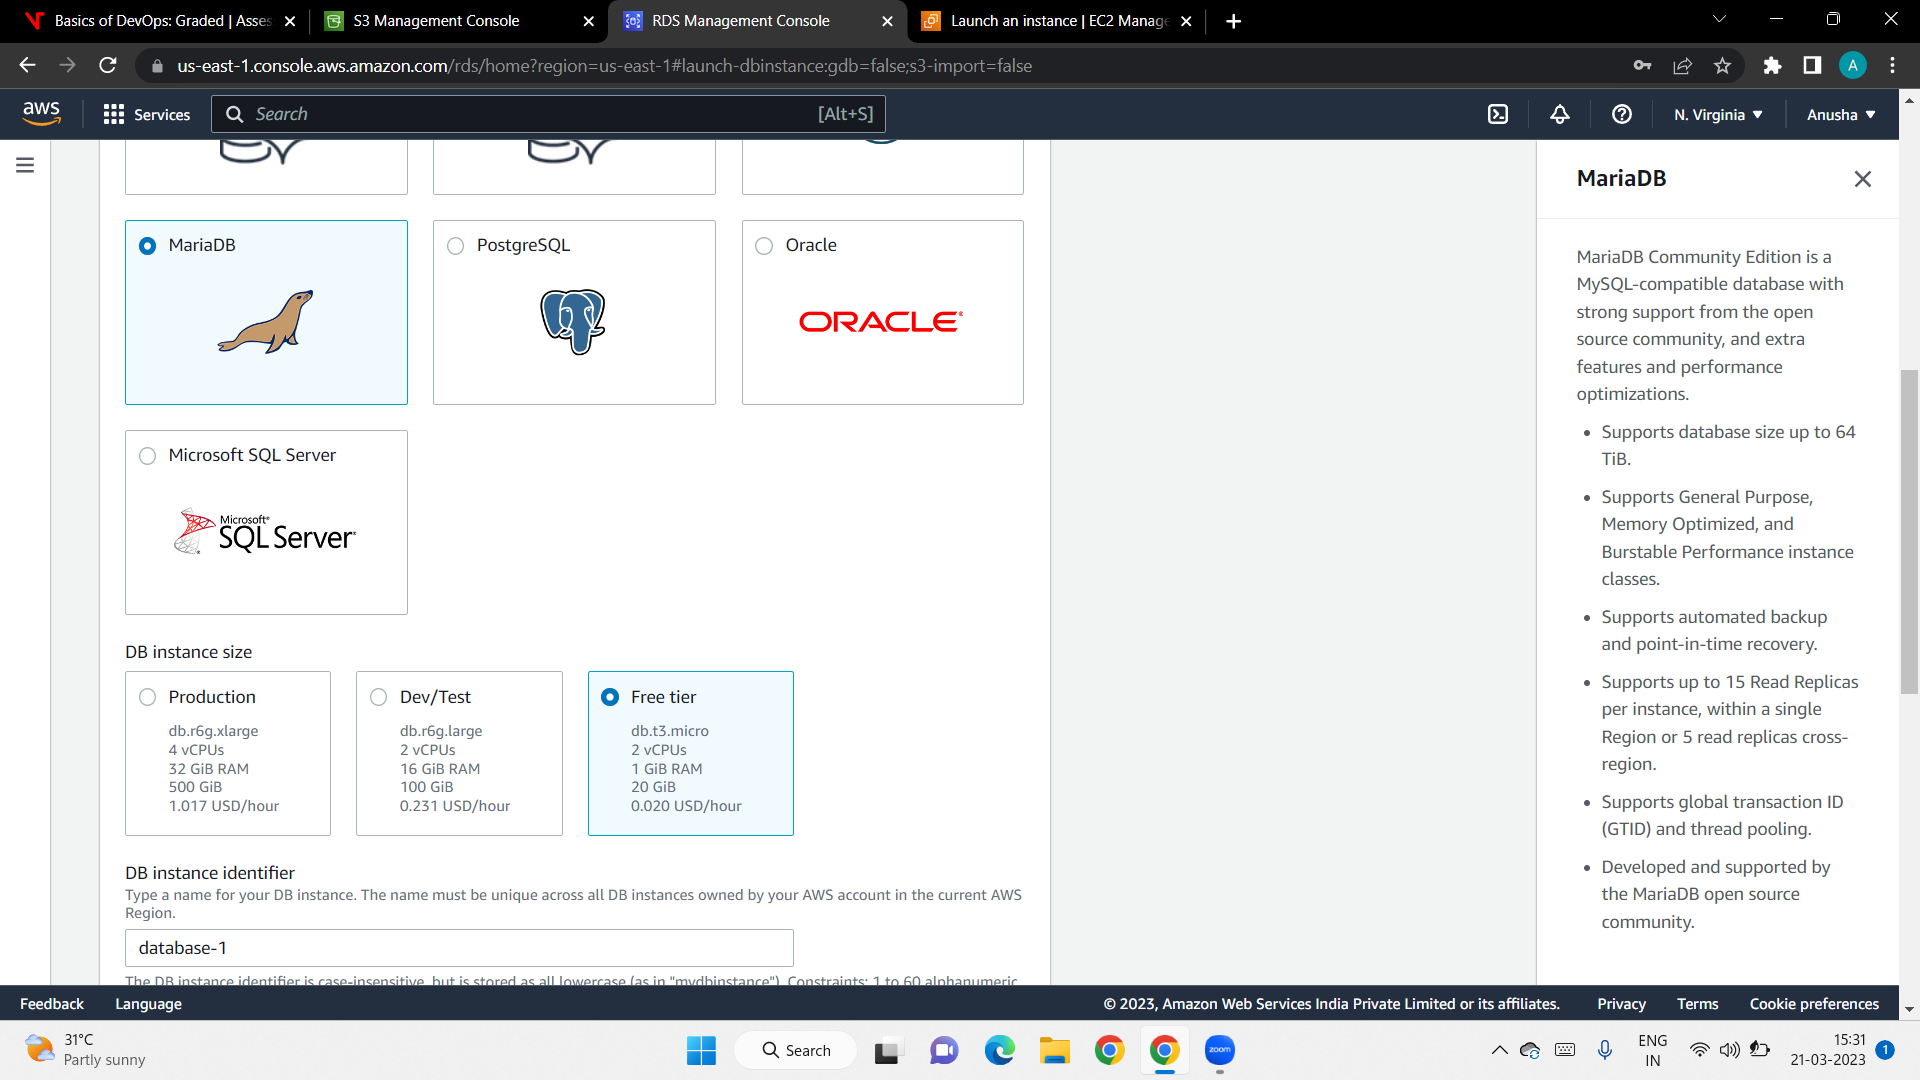 Basics of DevOps: Graded | Asses
S3 Management Console
RDS Management Console
Launch an instance | EC2 Manage
us-east-1.console.aws.amazon.com/rds/home?region=us-east-1#launch-dbinstance:gdb=false;s3-import=false
A
aws
Services
Search
[Alt+S]
N. Virginia
Anusha
MariaDB
PostgreSQL
Oracle
ORACLE
Microsoft SQL Server
Microsoft
SQL Server
DB instance size
Production
db.r6g.xlarge
4 vCPUs
32 GiB RAM
500 GiB
1.017 USD/hour
Dev/Test
db.r6g.large
2 vCPUs
16 GiB RAM
100 GiB
0.231 USD/hour
Free tier
db.t3.micro
2 vCPUs
1 GiB RAM
20 GiB
0.020 USD/hour
DB instance identifier
Type a name for your DB instance. The name must be unique across all DB instances owned by your AWS account in the current AWS
Region.
database-1
The DB instance identifier is case-insensitive, but is stored as all lowercase (as in "mydbinstance"). Constraints: 1 to 60 alphanumeric
MariaDB
MariaDB Community Edition is a
MySQL-compatible database with
strong support from the open
source community, and extra
features and performance
optimizations.
Supports database size up to 64
TiB.
Supports General Purpose,
Memory Optimized, and
Burstable Performance instance
classes.
Supports automated backup
and point-in-time recovery.
Supports up to 15 Read Replicas
per instance, within a single
Region or 5 read replicas cross-
region.
Supports global transaction ID
(GTID) and thread pooling.
Developed and supported by
the MariaDB open source
community.
Feedback
Language
© 2023, Amazon Web Services India Private Limited or its affiliates.
Privacy
Terms
Cookie preferences
31°C
Partly sunny
Search
zoom
ENG
IN
15:31
21-03-2023
1